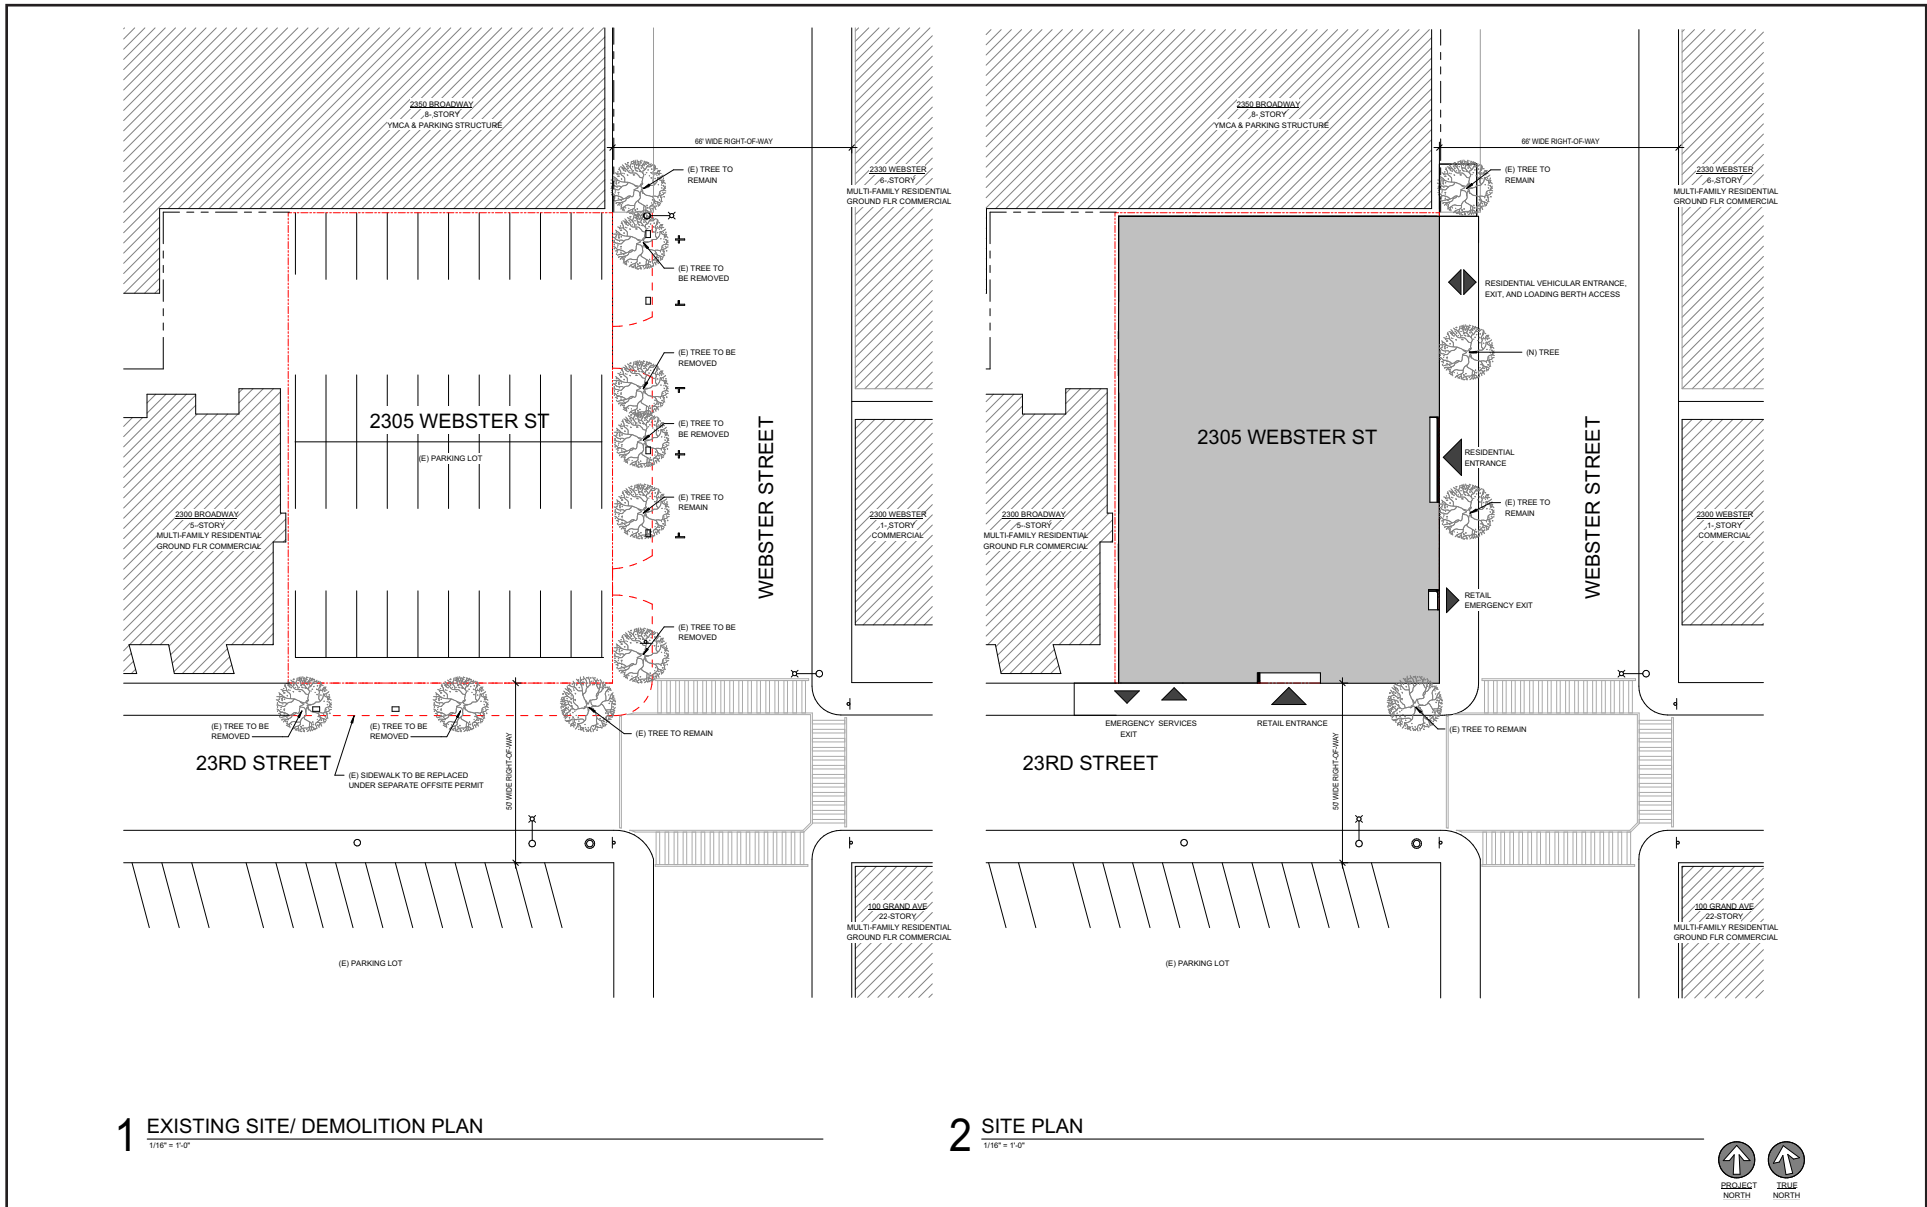 2350 BROADWAY
8- STORY
YMCA & PARKING STRUCTURE
66' WIDE RIGHT-OF-WAY
(E) TREE TO
REMAIN
2330 WEBSTER
6-STORY
MULTI-FAMILY RESIDENTIAL
GROUND FLR COMMERCIAL
(E) TREE TO
BE REMOVED
(E) TREE TO BE
REMOVED
2305 WEBSTER ST
(E) PARKING LOT
(E) TREE TO
BE REMOVED
WEBSTER STREET
(E) TREE TO
REMAIN
2300 BROADWAY
5-STORY
MULTI-FAMILY RESIDENTIAL
GROUND FLR COMMERCIAL
2300 WEBSTER
1- STORY
COMMERCIAL
(E) TREE TO BE
REMOVED
(E) TREE TO BE
REMOVED
(E) TREE TO BE
REMOVED
(E) TREE TO REMAIN
23RD STREET
(E) SIDEWALK TO BE REPLACED
UNDER SEPARATE OFFSITE PERMIT
50' WIDE RIGHT-OF-WAY
100 GRAND AVE
22-STORY
MULTI-FAMILY RESIDENTIAL
GROUND FLR COMMERCIAL
(E) PARKING LOT
1 EXISTING SITE/ DEMOLITION PLAN
1/16" = 1'-0"
2350 BROADWAY
8- STORY
YMCA & PARKING STRUCTURE
66' WIDE RIGHT-OF-WAY
(E) TREE TO
REMAIN
2330 WEBSTER
6-STORY
MULTI-FAMILY RESIDENTIAL
GROUND FLR COMMERCIAL
RESIDENTIAL VEHICULAR ENTRANCE,
EXIT, AND LOADING BERTH ACCESS
(N) TREE
2305 WEBSTER ST
RESIDENTIAL
ENTRANCE
WEBSTER STREET
(E) TREE TO
REMAIN
2300 BROADWAY
5-STORY
MULTI-FAMILY RESIDENTIAL
GROUND FLR COMMERCIAL
2300 WEBSTER
1- STORY
COMMERCIAL
RETAIL
EMERGENCY EXIT
EMERGENCY
EXIT
SERVICES
RETAIL ENTRANCE
(E) TREE TO REMAIN
23RD STREET
50' WIDE RIGHT-OF-WAY
100 GRAND AVE
22-STORY
MULTI-FAMILY RESIDENTIAL
GROUND FLR COMMERCIAL
(E) PARKING LOT
2 SITE PLAN
1/16" = 1'-0"
PROJECT
NORTH
TRUE
NORTH